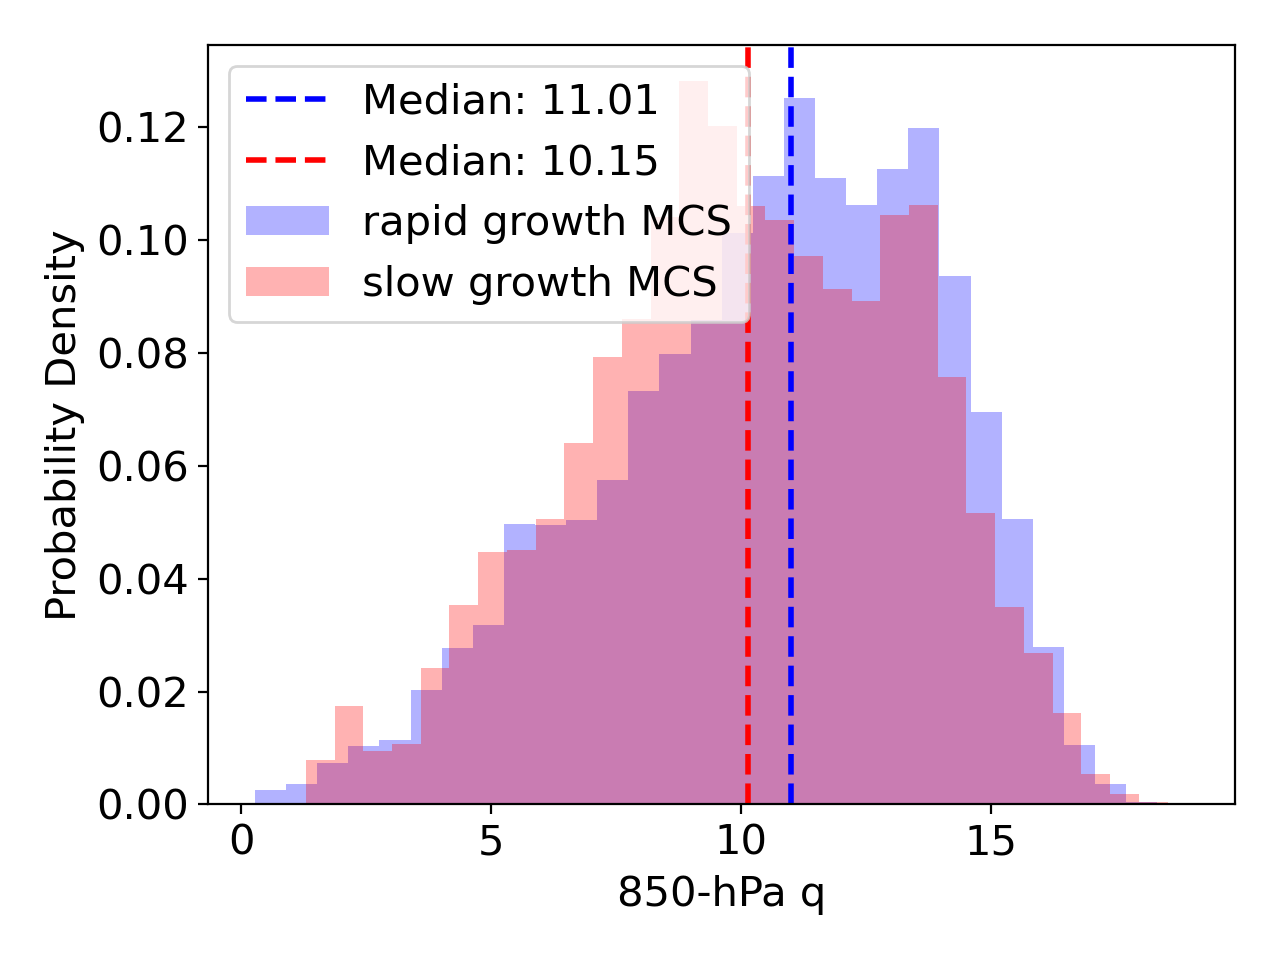 Median: 11.01
Median: 10.15
rapid growth MCS
slow growth MCS
0.12
0.10
0.08
0.06
0.04
0.02
0.00
Probability Density
0 5 10 15
850-hPa q